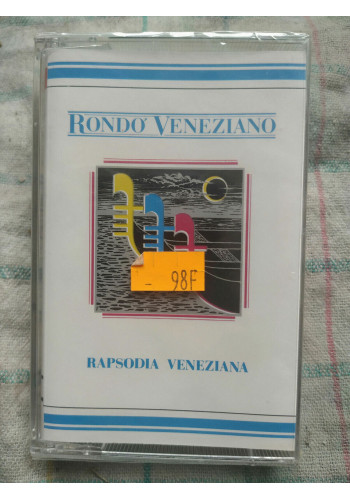 RONDO' VENEZIANO
- 98F
RAPSODIA VENEZIANA